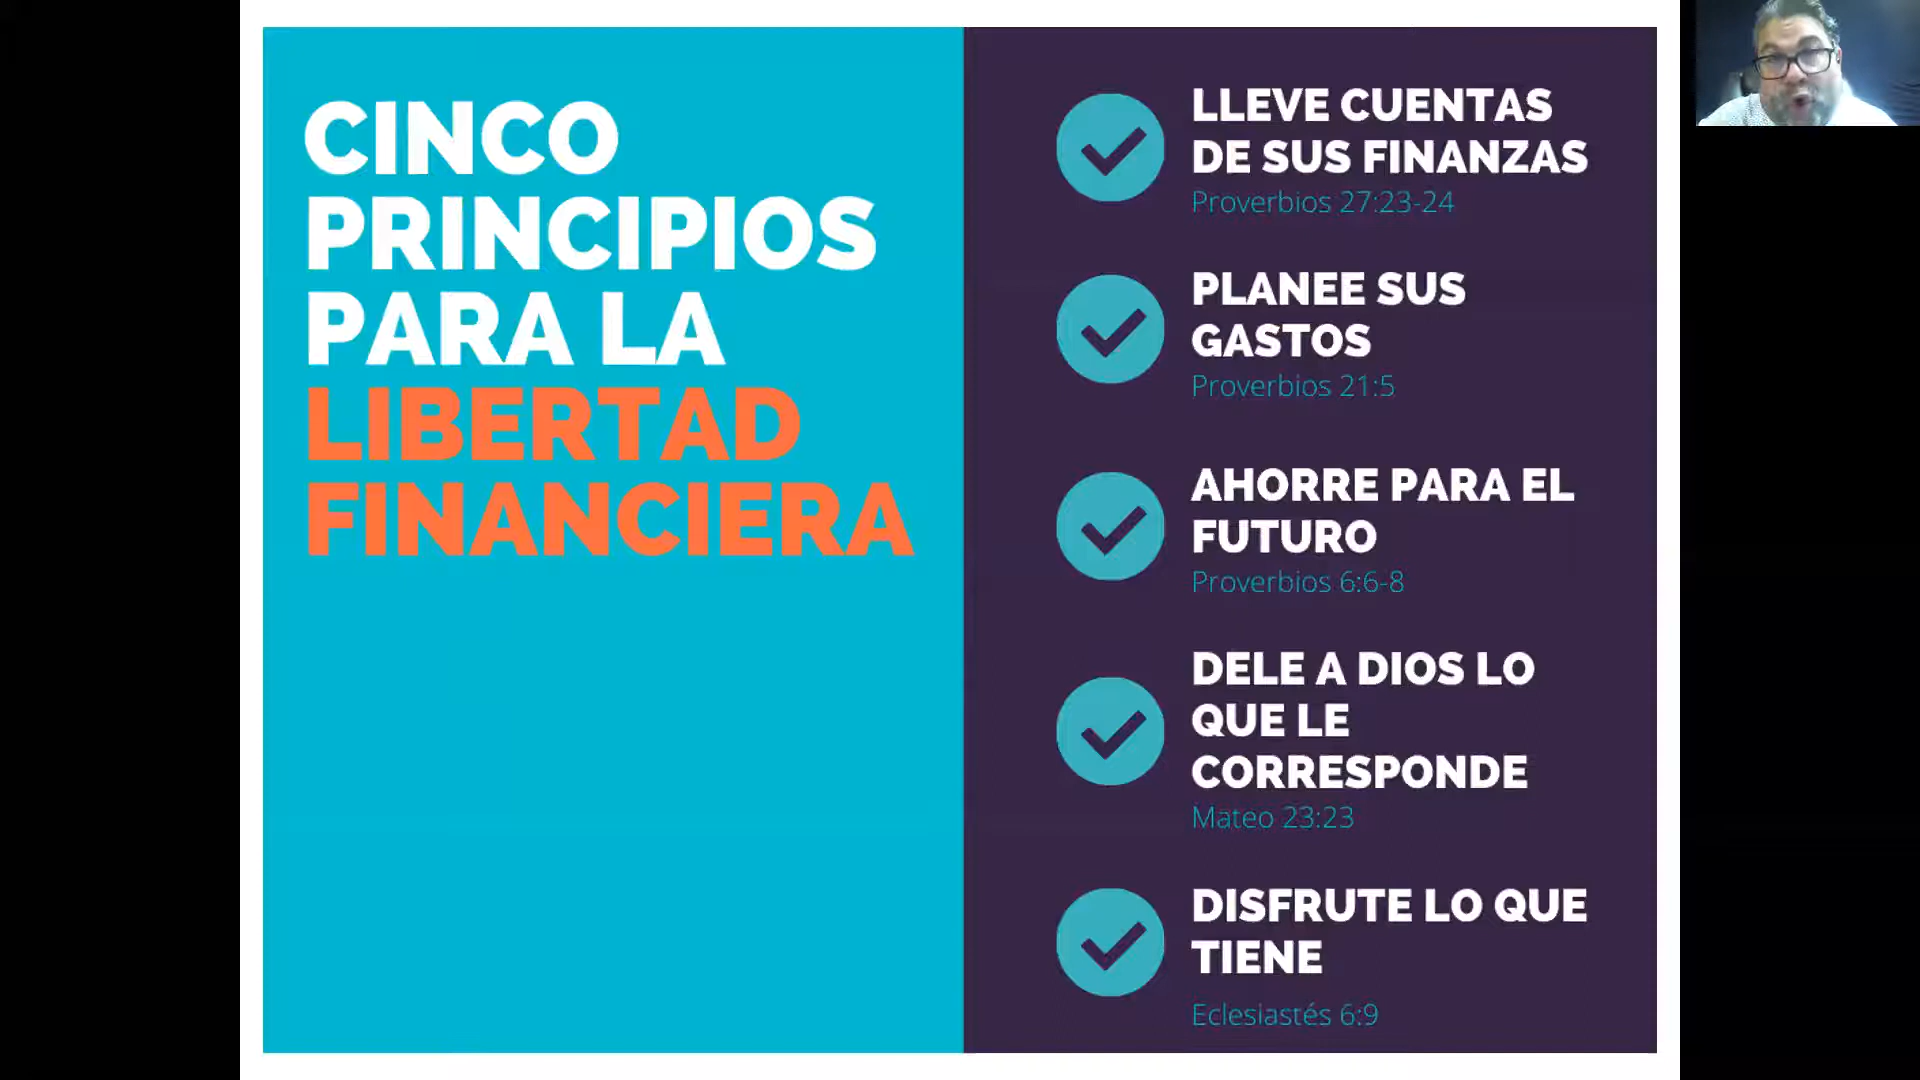 CINCO
PRINCIPIOS
PARA LA
LIBERTAD
FINANCIERA
LLEVE CUENTAS
DE SUS FINANZAS
Proverbios 27:23-24
PLANEE SUS
GASTOS
Proverbios 21:5
AHORRE PARA EL
FUTURO
Proverbios 6:6-8
DELE A DIOS LO
QUE LE
CORRESPONDE
Mateo 23:23
DISFRUTE LO QUE
TIENE
Eclesiastés 6:9